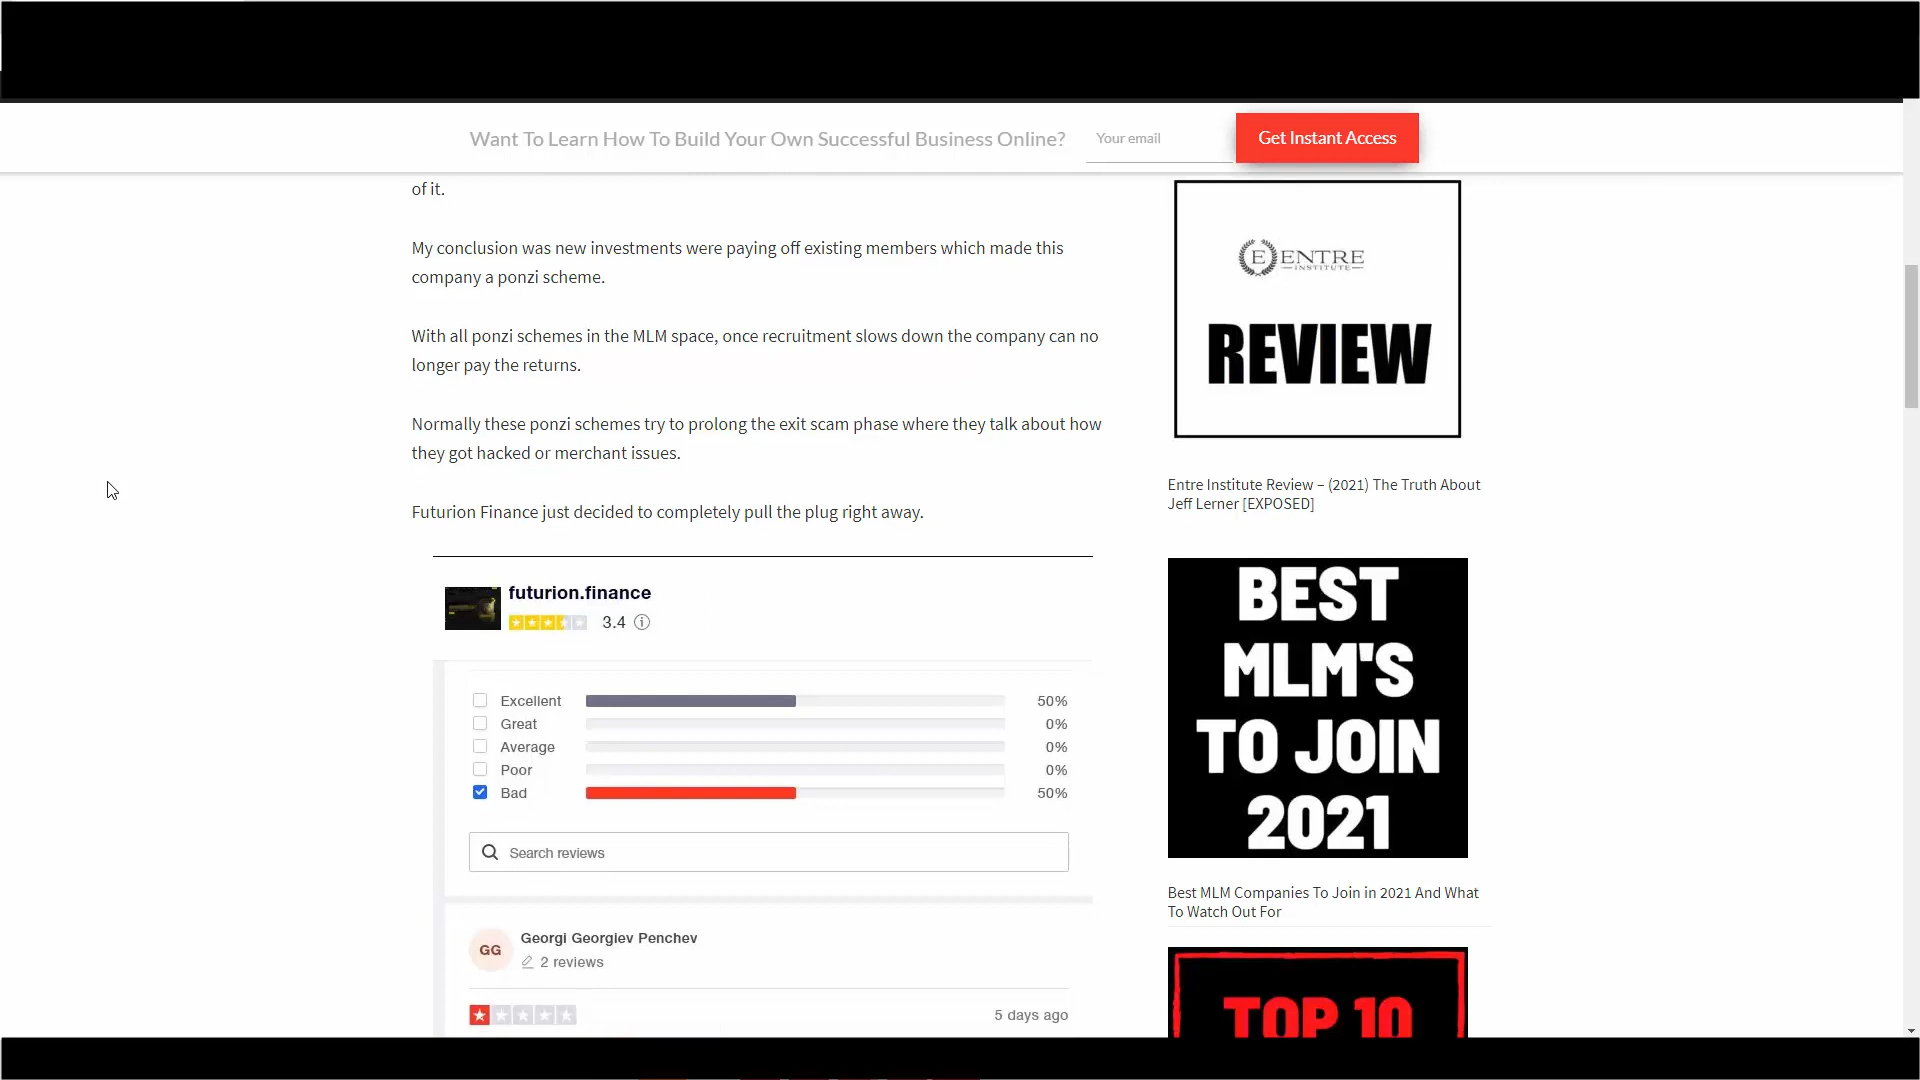 Want To Learn How To Build Your Own Successful Business Online?
Your email
Get Instant Access
of it.
My conclusion was new investments were paying off existing members which made this
company a ponzi scheme.
With all ponzi schemes in the MLM space, once recruitment slows down the company can no
longer pay the returns.
Normally these ponzi schemes try to prolong the exit scam phase where they talk about how
they got hacked or merchant issues.
Futurion Finance just decided to completely pull the plug right away.
futurion.finance
3.4
Excellent 50%
Great 0%
Average 0%
Poor 0%
Bad 50%
Search reviews
GG
Georgi Georgiev Penchev
2 reviews
5 days ago
E ENTRE
INSTITUTE
REVIEW
Entre Institute Review – (2021) The Truth About
Jeff Lerner [EXPOSED]
BEST
MLM'S
TO JOIN
2021
Best MLM Companies To Join in 2021 And What
To Watch Out For
TOP 10